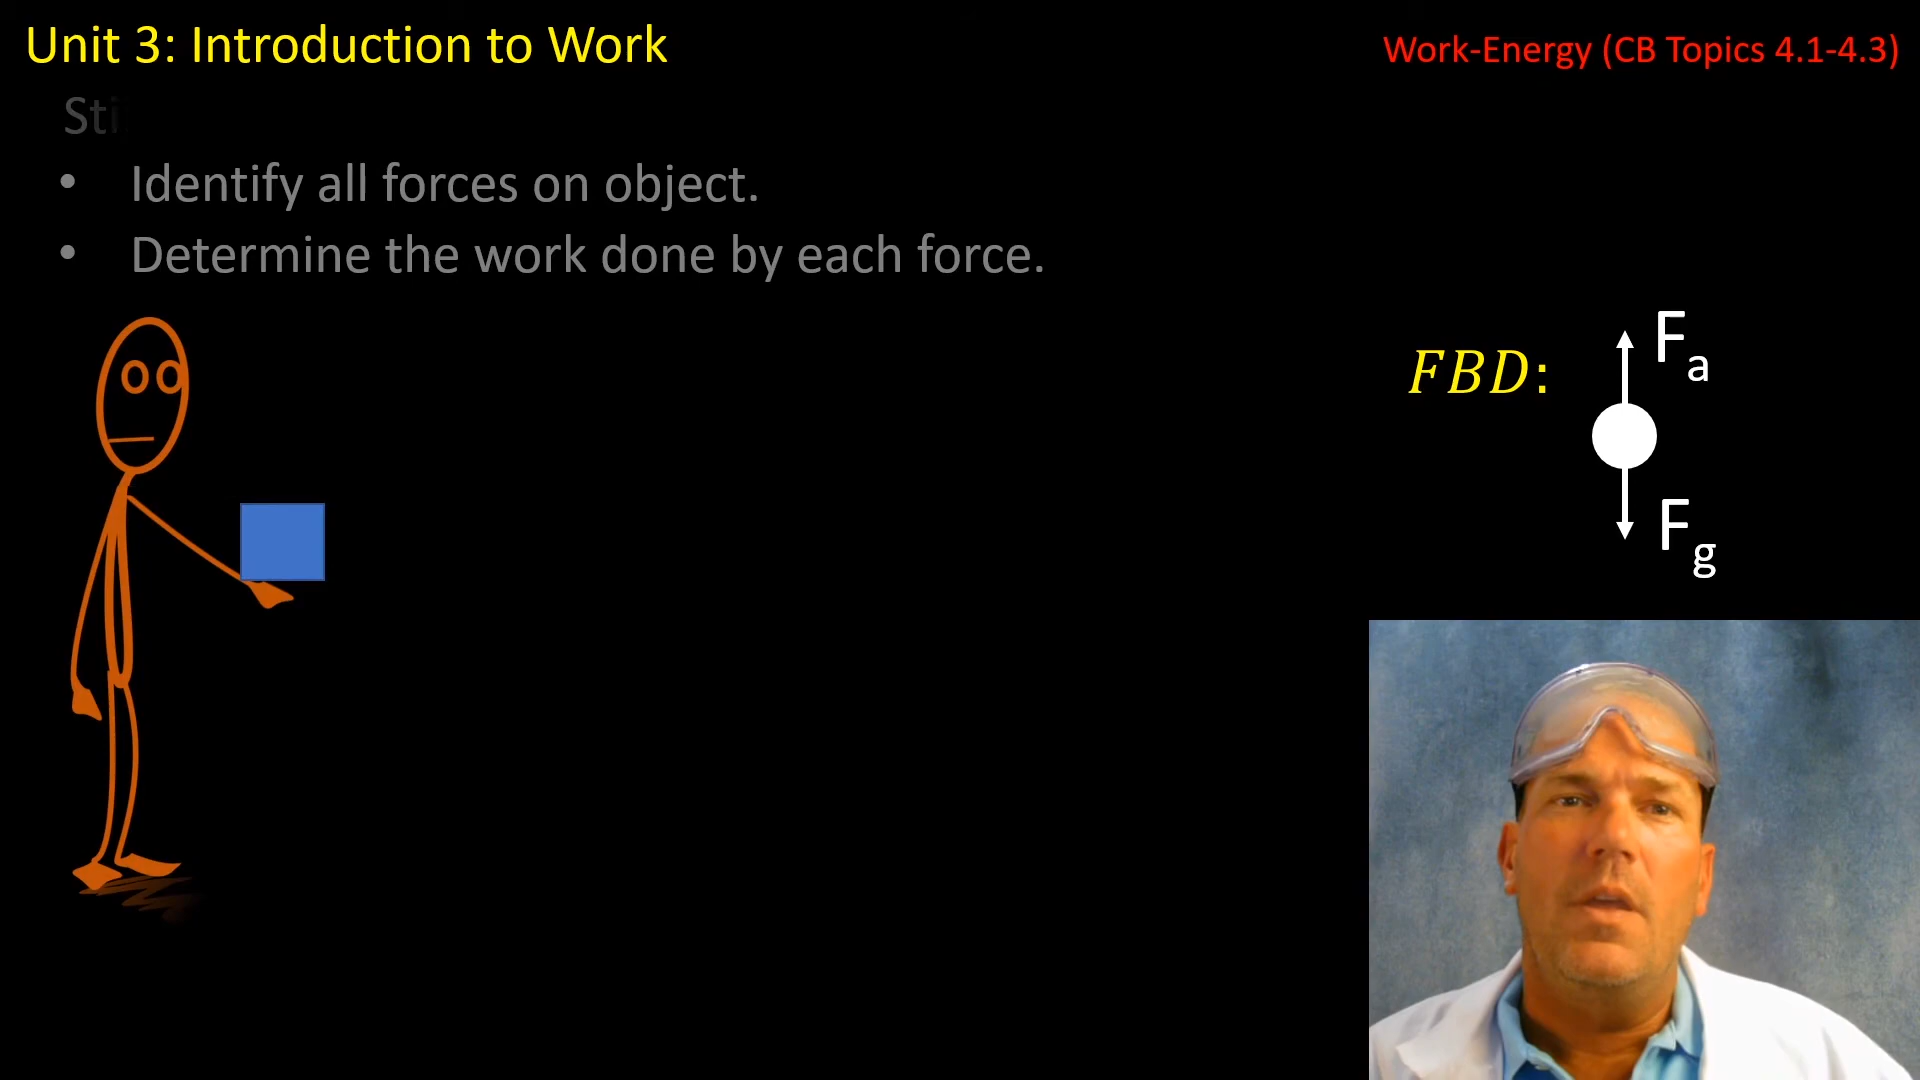 Unit 3: Introduction to Work
Work-Energy (CB Topics 4.1-4.3)
• Identify all forces on object.
• Determine the work done by each force.
FBD:
Fa
Fg